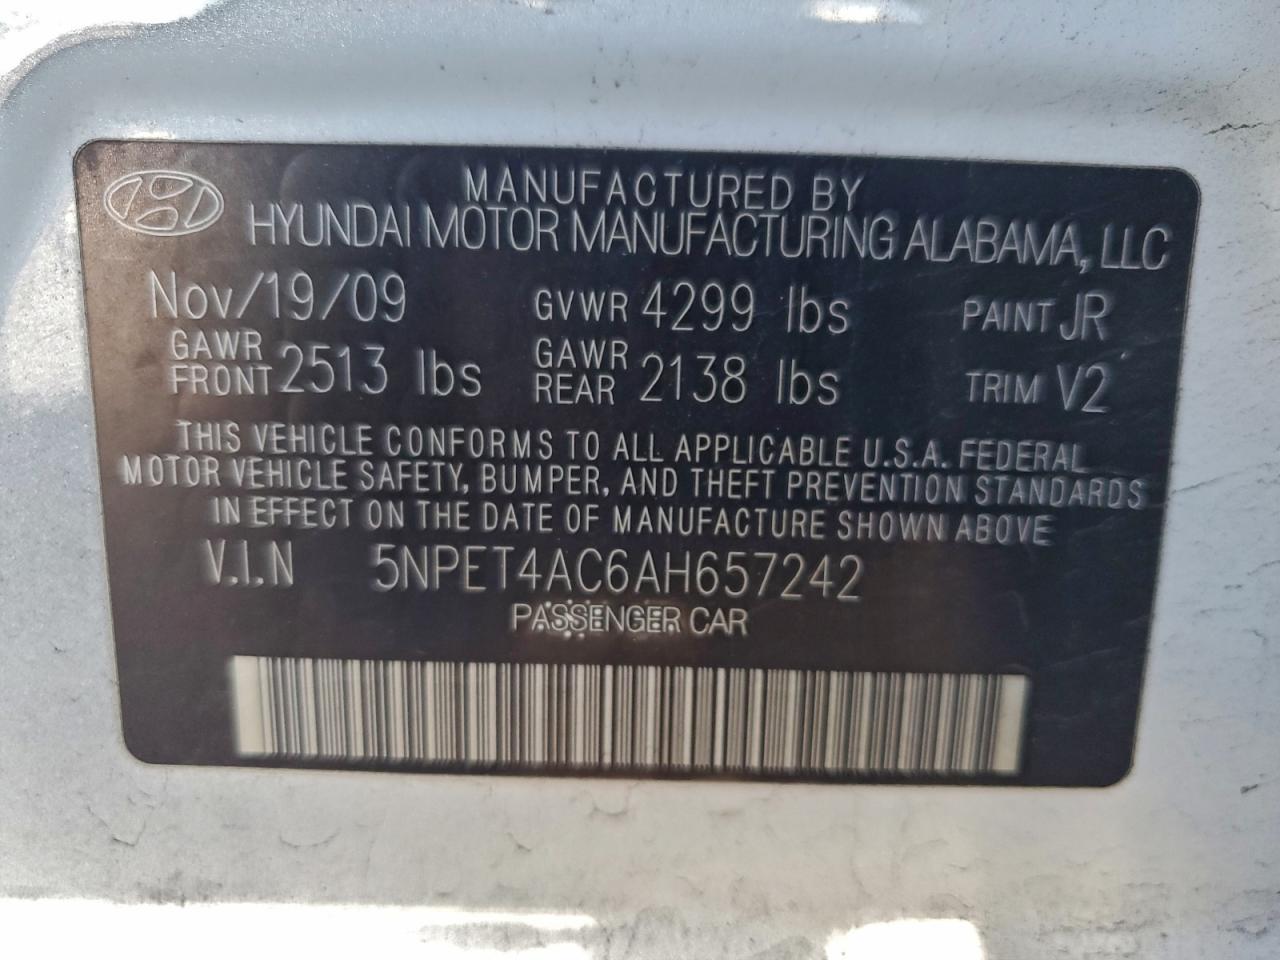 MANUFACTURED BY
HYUNDAI MOTOR MANUFACTURING ALABAMA, LLC
Nov/19/09 GVWR 4299 lbs PAINT JR
GAWR FRONT 2513 lbs GAWR REAR 2138 lbs TRIM V2
THIS VEHICLE CONFORMS TO ALL APPLICABLE U.S.A. FEDERAL
MOTOR VEHICLE SAFETY, BUMPER, AND THEFT PREVENTION STANDARDS
IN EFFECT ON THE DATE OF MANUFACTURE SHOWN ABOVE
V.I.N 5NPET4AC6AH657242
PASSENGER CAR